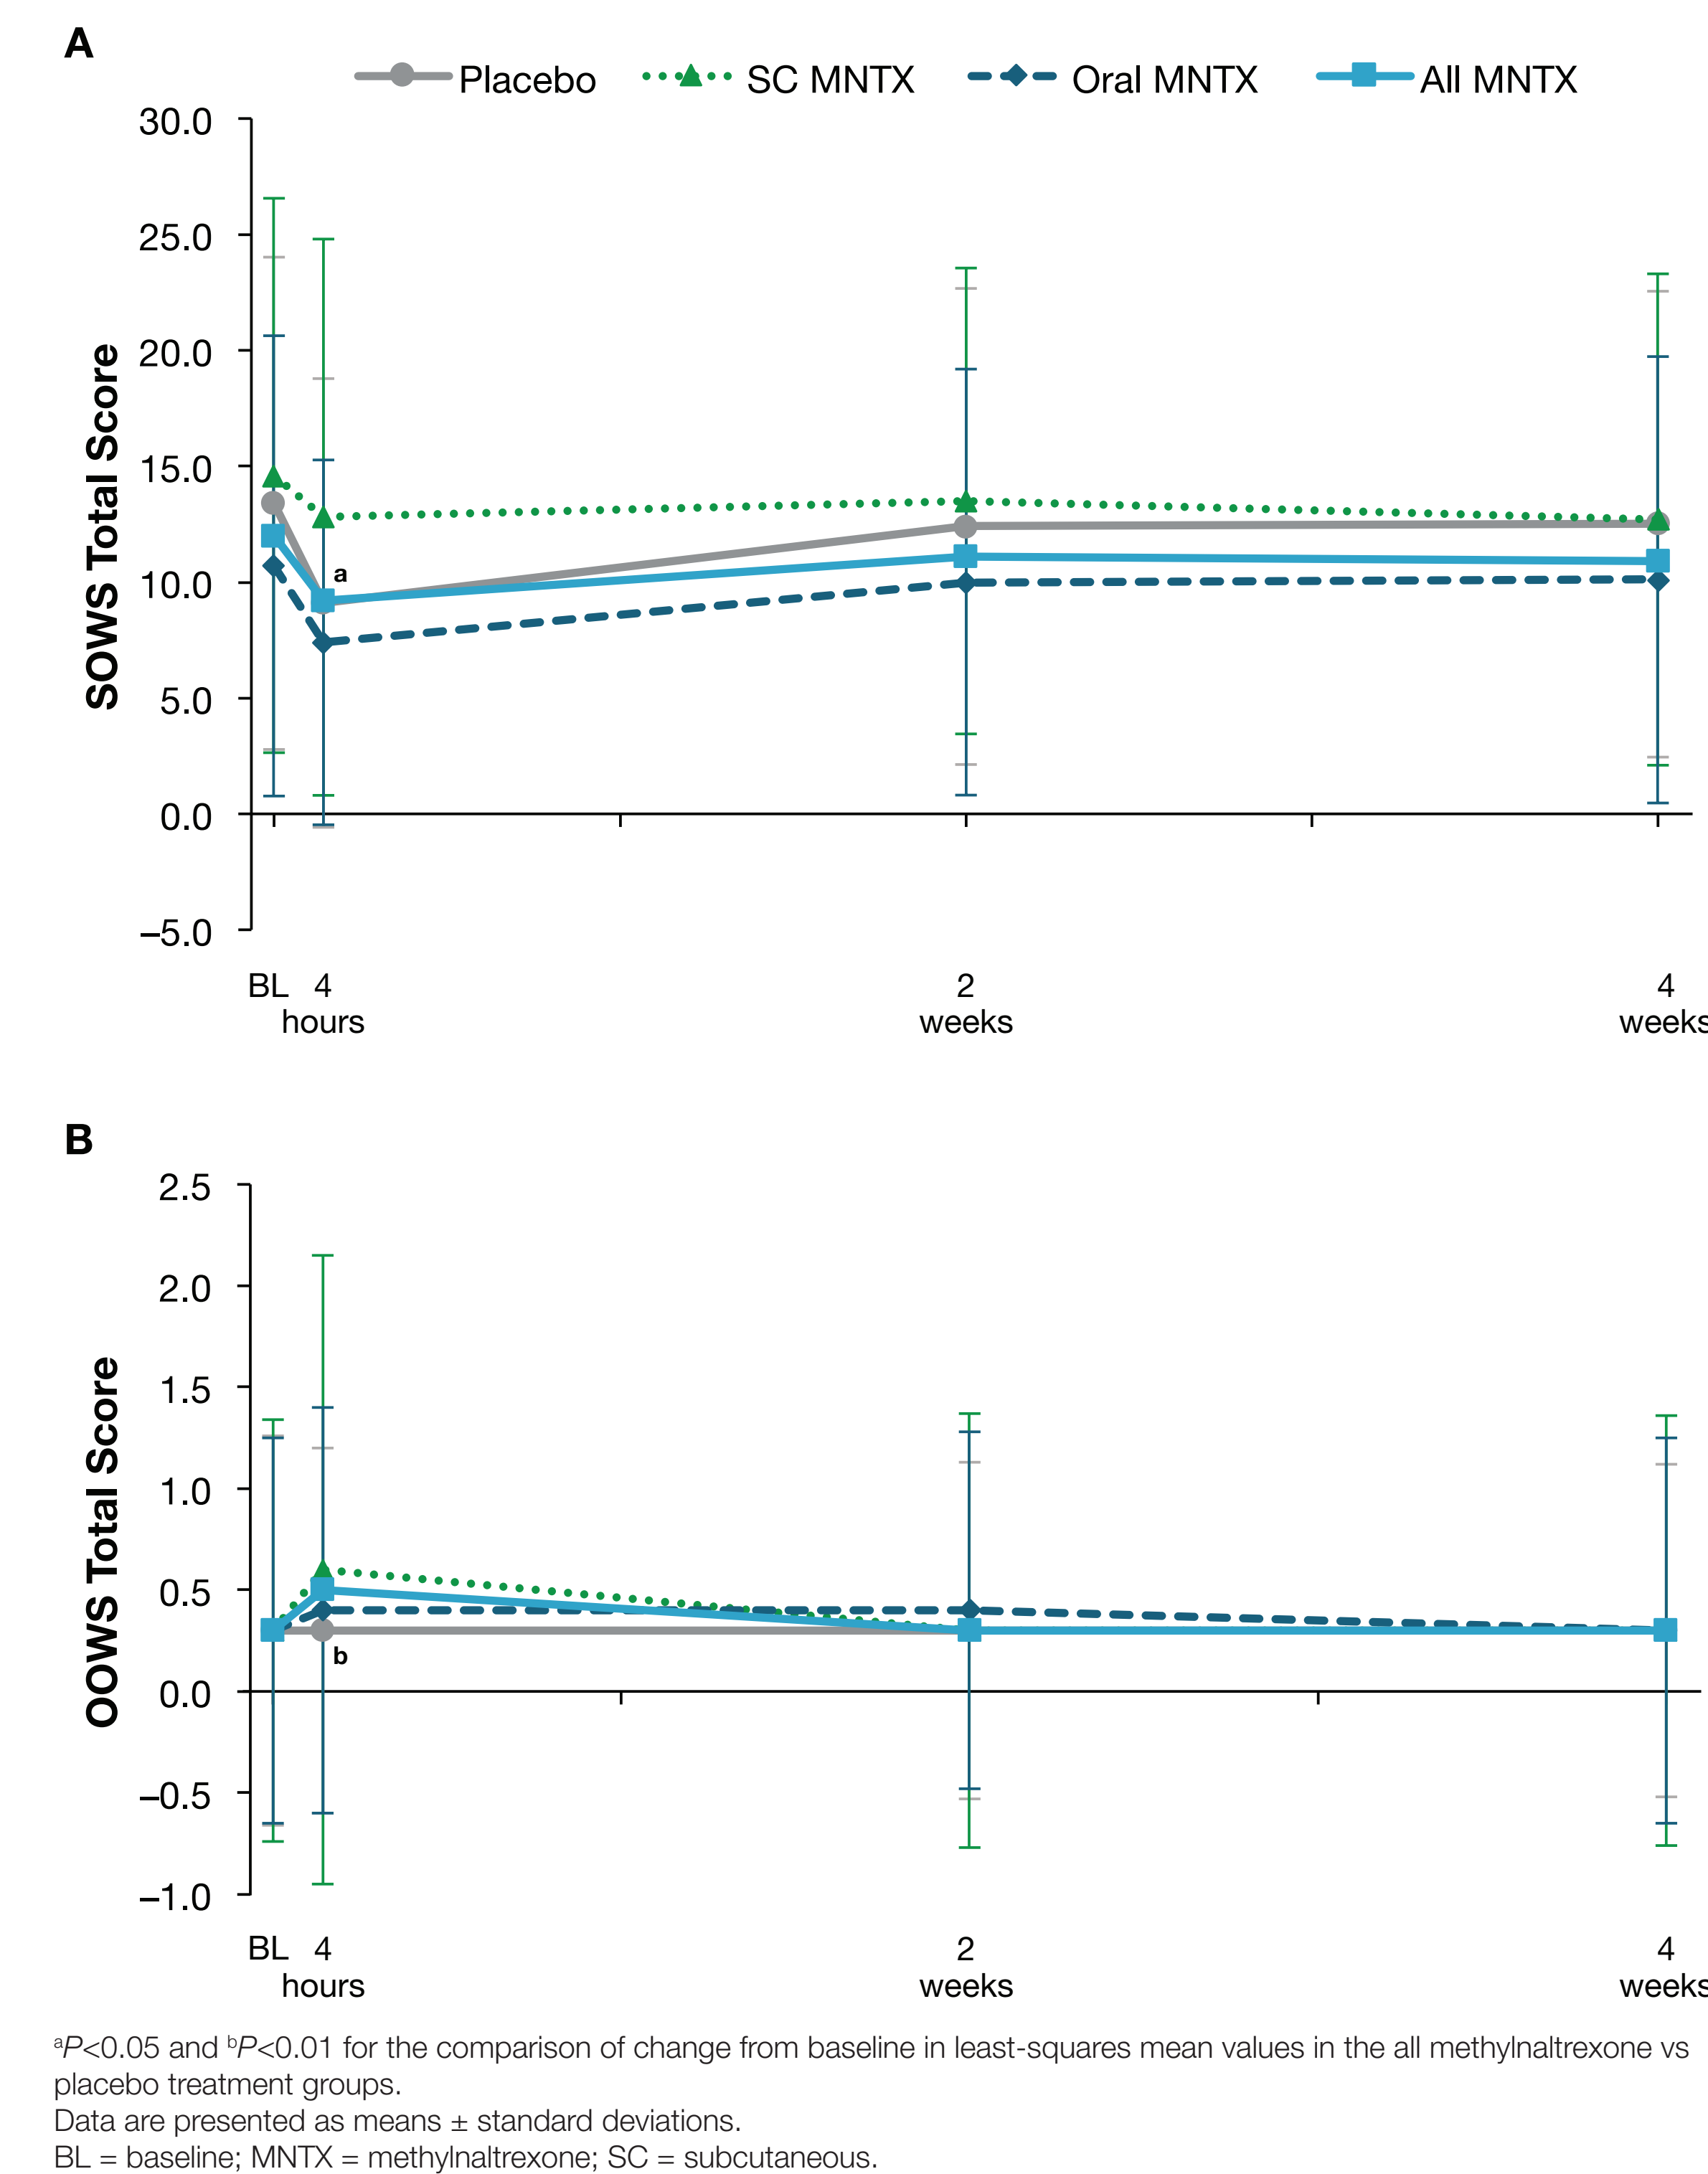 A
Placebo SC MNTX Oral MNTX All MNTX
30.0
25.0
20.0
15.0
10.0
5.0
0.0
–5.0
SOWS Total Score
a
BL 4 2 4
hours weeks weeks
B
2.5
2.0
1.5
1.0
0.5
0.0
–0.5
–1.0
OOWS Total Score
b
BL 4 2 4
hours weeks weeks
ᵃP<0.05 and ᵇP<0.01 for the comparison of change from baseline in least-squares mean values in the all methylnaltrexone vs
placebo treatment groups.
Data are presented as means ± standard deviations.
BL = baseline; MNTX = methylnaltrexone; SC = subcutaneous.